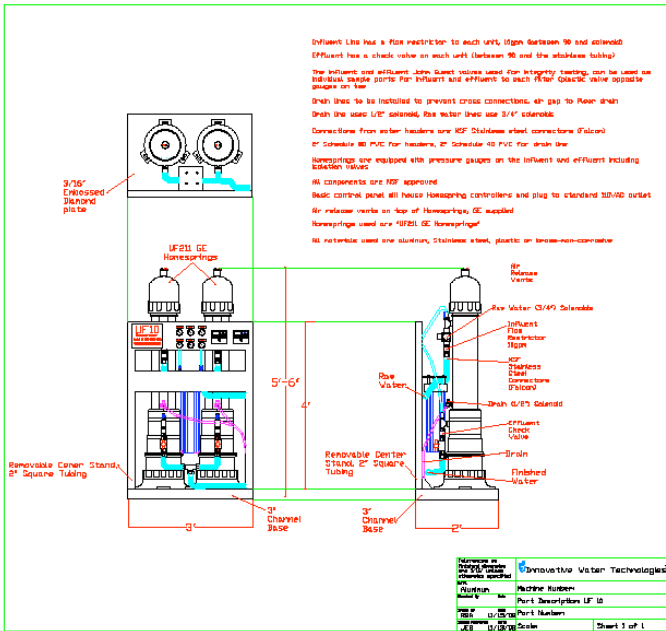 Influent Line has a flow restrictor to each unit, 10gpm (between 90 and solenoid)
Effluent has a check valve on each unit (between 90 and the stainless tubing)
The influent and effluent John Guest valves used for integrity testing, can be used as
individual sample ports for influent and effluent to each filter (plastic valve opposite
gauges on tee
Drain lines to be installed to prevent cross connections, air gap to floor drain
Drain line uses 1/2" solenoid, Raw water lines use 3/4" solenoids
Connections from outer headers are NSF Stainless steel connectors (Falcon)
2" Schedule 80 PVC for headers, 2" Schedule 40 PVC for drain line
Homesprings are equipped with pressure gauges on the influent and effluent including
isolation valves
All components are NSF approved
Basic control panel will house Homespring controllers and plug to standard 110VAC outlet
Air release vents on top of Homesprings, GE supplied
Homesprings used are "UF211 GE Homesprings"
All materials used are aluminum, Stainless steel, plastic or brass-non-corrosive
3/16"
Embossed
Diamond
plate
UF211 GE
Homesprings
Air
Release
Vents
UF10
Raw Water (3/4") Solenoids
Influent
Flow
Restrictor
10gpm
NSF
Stainless
Steel
Connectors
(Falcon)
5'-6"
4'
Raw
Water
Drain (1/2") Solenoid
Effluent
Check
Valve
Drain
Finished
Water
Removable Cener Stand,
2" Square Tubing
Removable Center
Stand, 2" Square
Tubing
3"
Channel
Base
3"
Channel
Base
3'
2'
Innovative Water Technologies
Aluminum
Machine Number:
Part Description UF 10
Part Number:
Scale:
Sheet 1 of 1